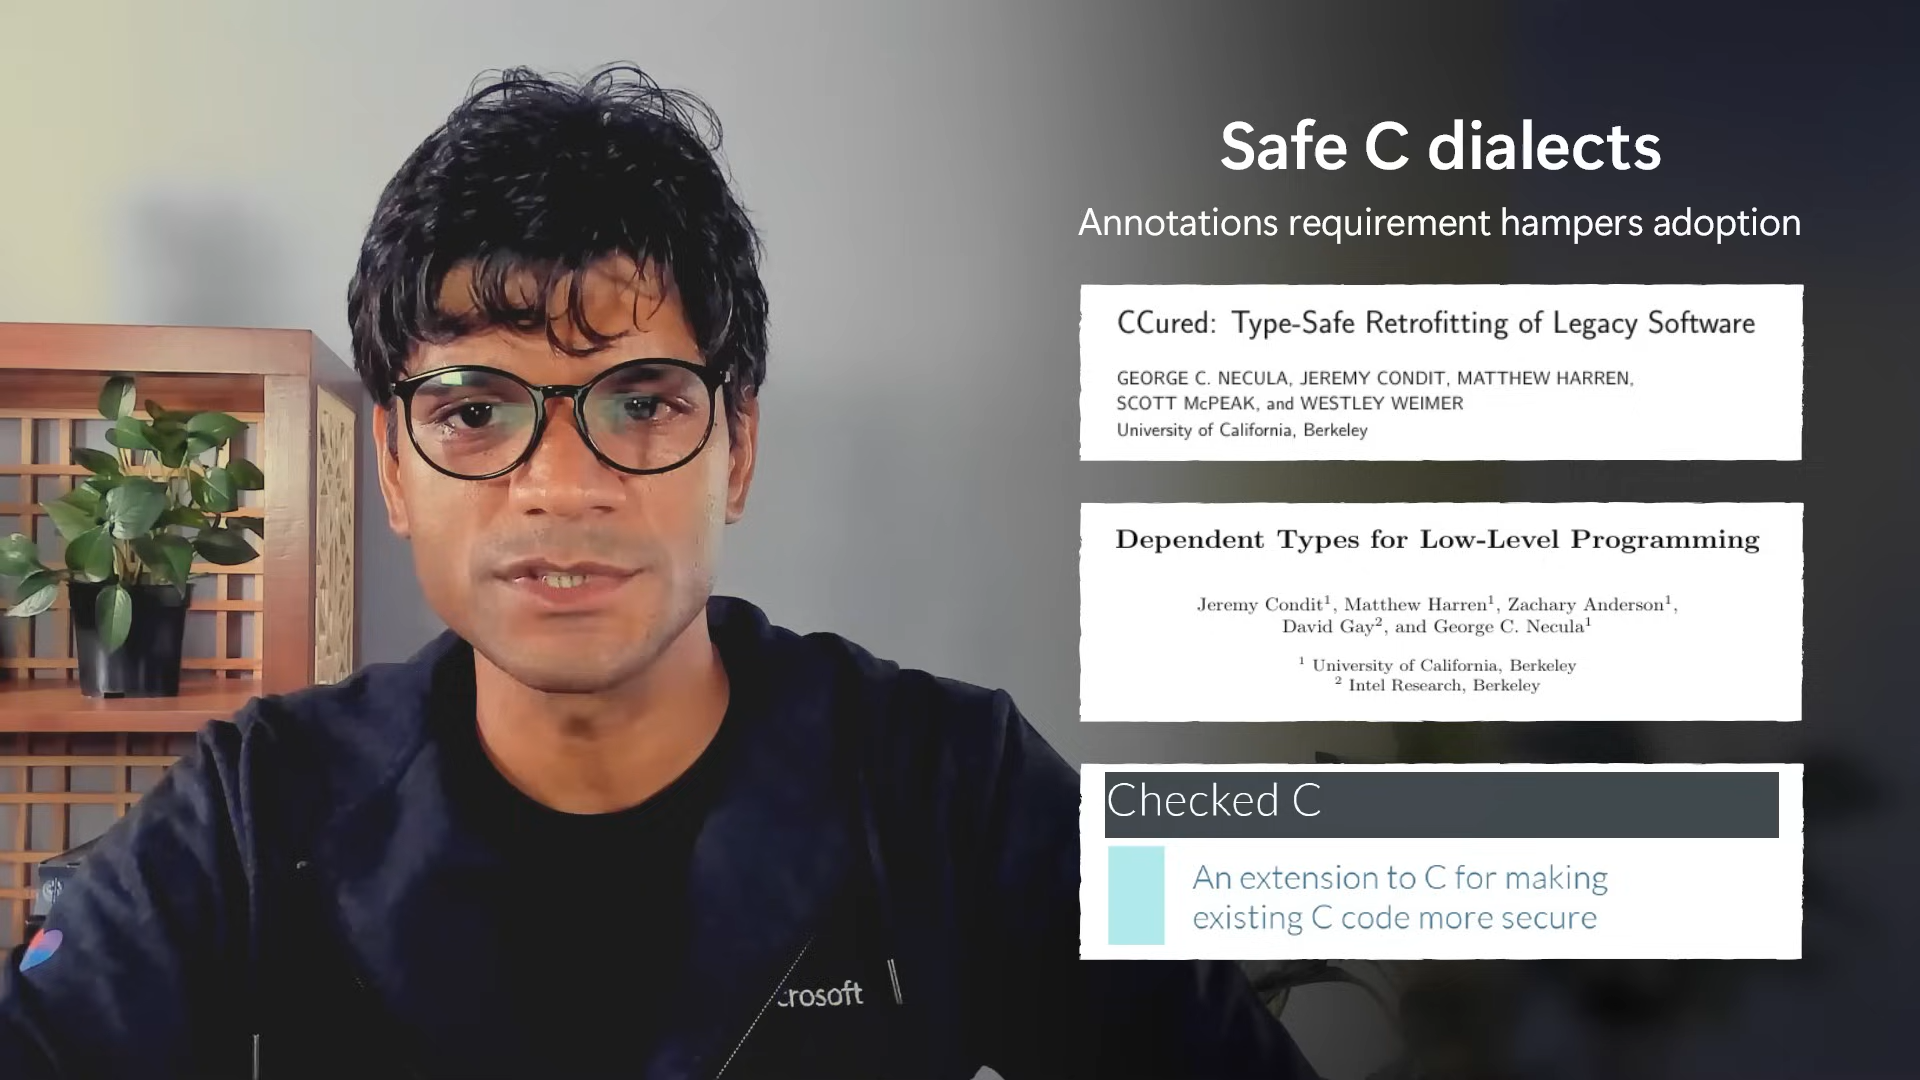 Safe C dialects
Annotations requirement hampers adoption
CCured: Type-Safe Retrofitting of Legacy Software
GEORGE C. NECULA, JEREMY CONDIT, MATTHEW HARREN,
SCOTT McPEAK, and WESTLEY WEIMER
University of California, Berkeley
Dependent Types for Low-Level Programming
Jeremy Condit¹, Matthew Harren¹, Zachary Anderson¹,
David Gay², and George C. Necula¹
¹ University of California, Berkeley
² Intel Research, Berkeley
Checked C
An extension to C for making
existing C code more secure
crosoft